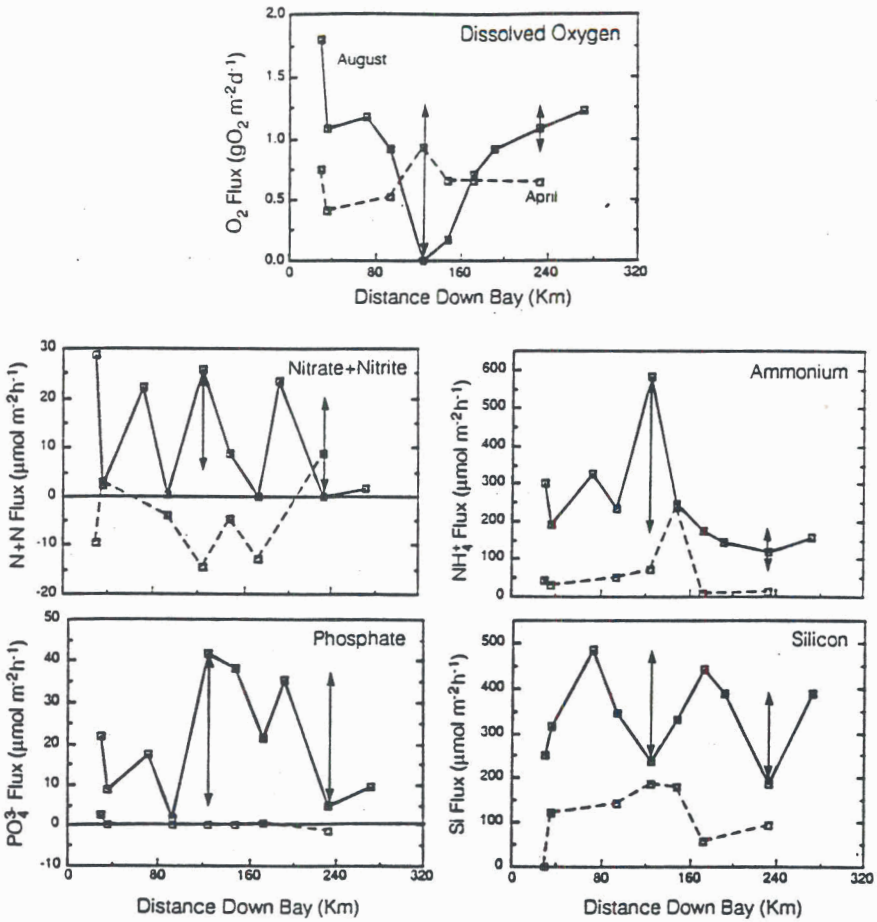 Dissolved Oxygen
August
April
O₂ Flux (gO₂ m⁻²d⁻¹)
2.0
1.5
1.0
0.5
0.0
0 80 160 240 320
Distance Down Bay (Km)
Nitrate+Nitrite
N+N Flux (μmol m⁻²h⁻¹)
30
20
10
0
-10
-20
Ammonium
NH₄⁺ Flux (μmol m⁻²h⁻¹)
600
500
400
300
200
100
0
Phosphate
PO₄³⁻ Flux (μmol m⁻²h⁻¹)
50
40
30
20
10
0
-10
0 80 160 240 320
Distance Down Bay (Km)
Silicon
Si Flux (μmol m⁻²h⁻¹)
500
400
300
200
100
0
0 80 160 240 320
Distance Down Bay (Km)